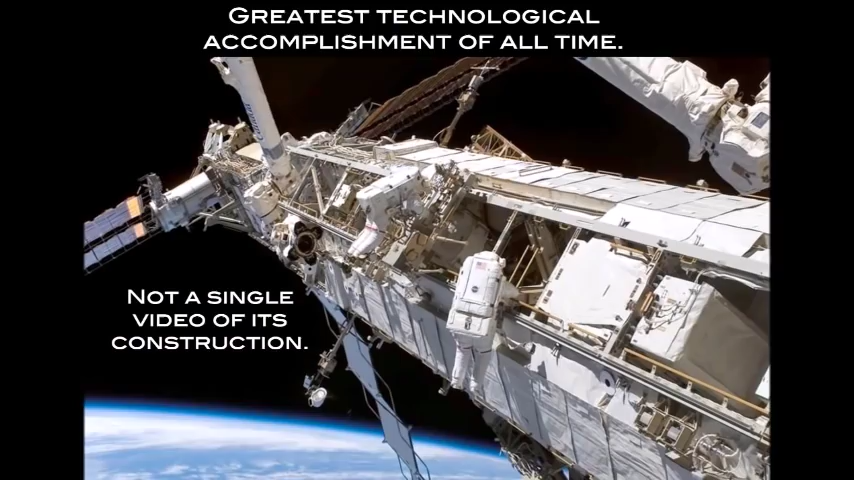 Greatest technological
accomplishment of all time.
Not a single
video of its
construction.